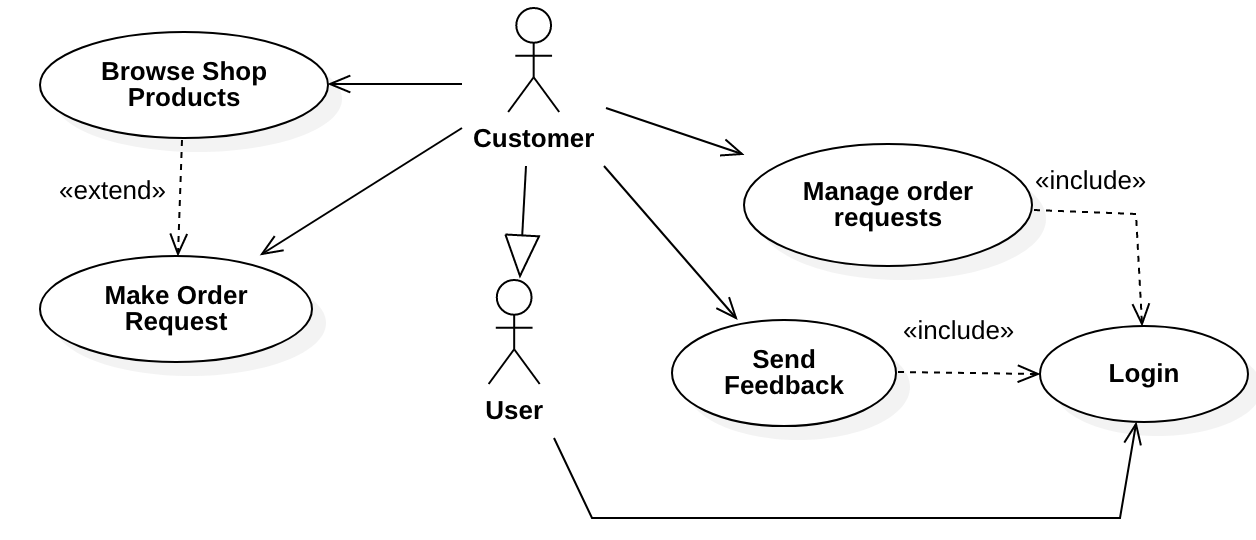 Browse Shop
Products
Customer
«extend»
Manage order
requests
«include»
Make Order
Request
«include»
Send
Feedback
Login
User